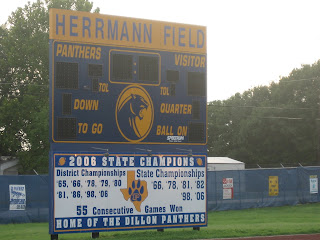 HERRMANN FIELD
PANTHERS
VISITOR
TOL
TOL
DOWN
QUARTER
TO GO
BALL ON
2006 STATE CHAMPIONS
District Championships
State Championships
'55, '66, '78, '79, '80
'81, '86, '98, '06
'66, '78, '81, '82
'98, '06
55 Consecutive Games Won
HOME OF THE DILLON PANTHERS